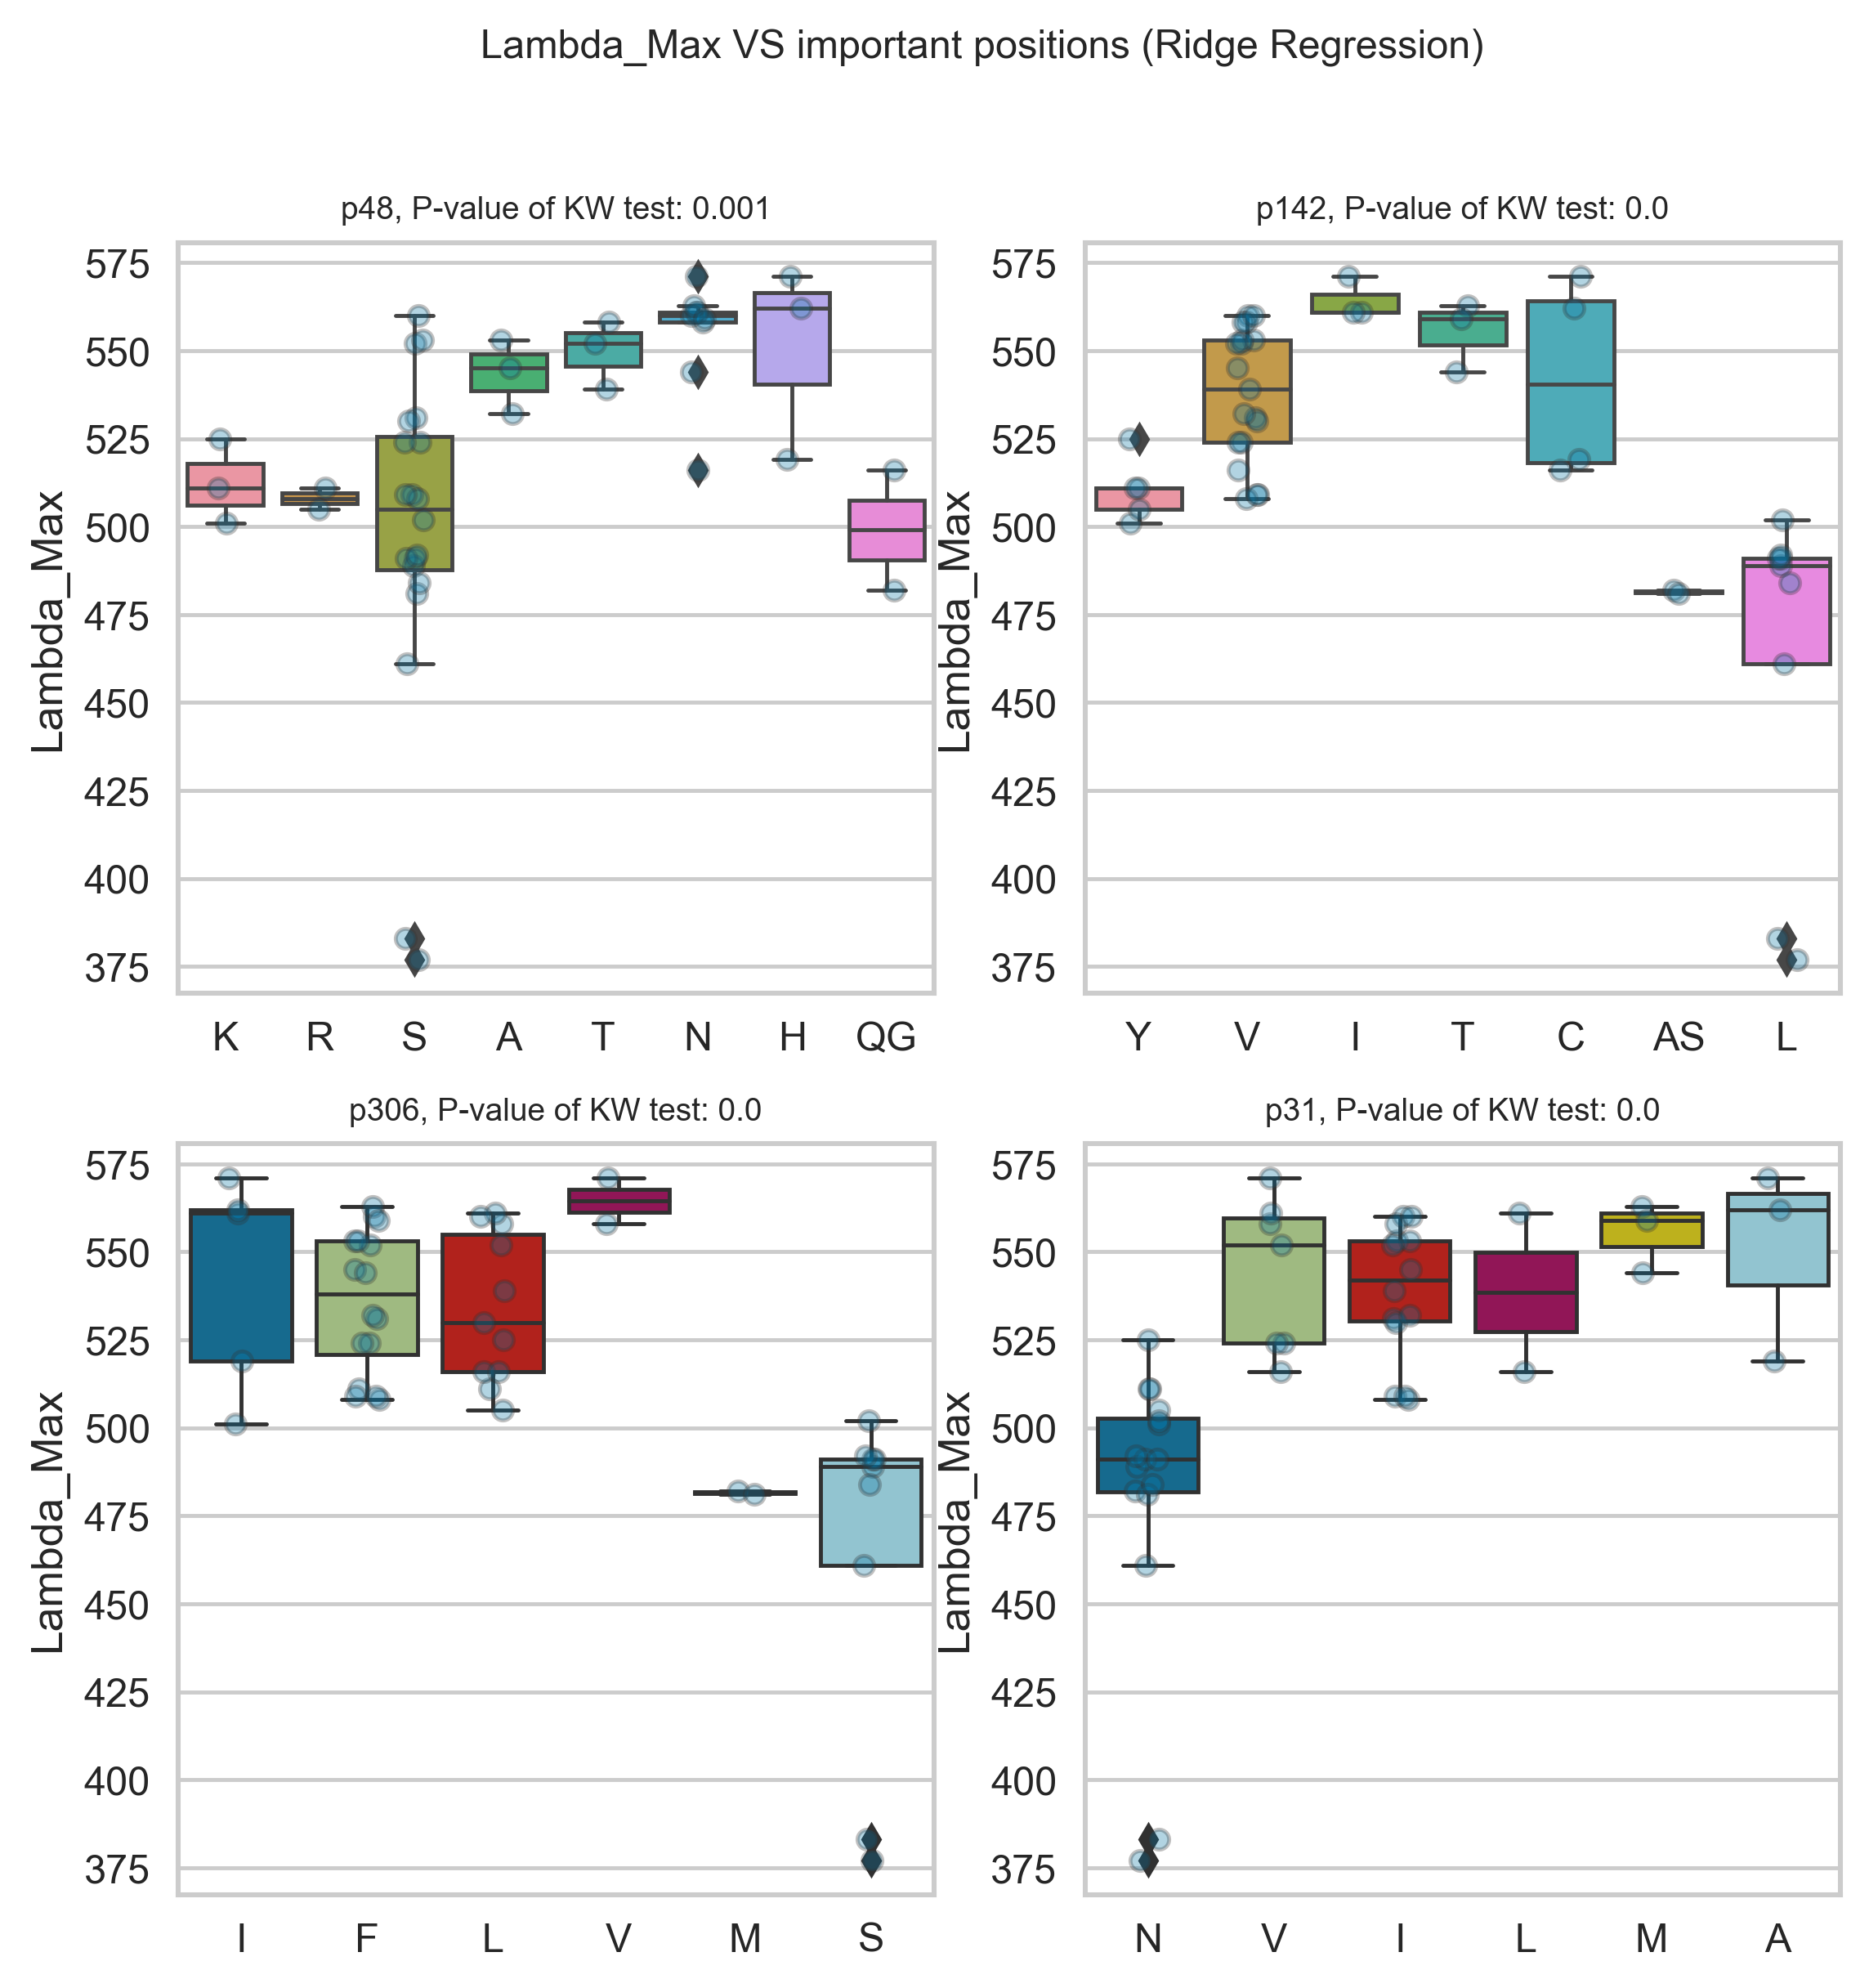 Lambda_Max VS important positions (Ridge Regression)
p48, P-value of KW test: 0.001
575
550
525
500
475
450
425
400
375
Lambda_Max
K R S A T N H QG
p142, P-value of KW test: 0.0
575
550
525
500
475
450
425
400
375
Lambda_Max
Y V I T C AS L
p306, P-value of KW test: 0.0
575
550
525
500
475
450
425
400
375
Lambda_Max
I F L V M S
p31, P-value of KW test: 0.0
575
550
525
500
475
450
425
400
375
Lambda_Max
N V I L M A